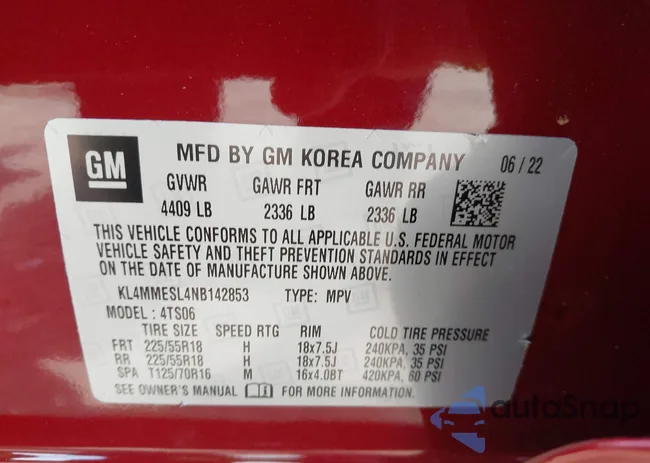 GM MFD BY GM KOREA COMPANY 06 / 22
GVWR GAWR FRT GAWR RR
4409 LB 2336 LB 2336 LB
THIS VEHICLE CONFORMS TO ALL APPLICABLE U.S. FEDERAL MOTOR
VEHICLE SAFETY AND THEFT PREVENTION STANDARDS IN EFFECT
ON THE DATE OF MANUFACTURE SHOWN ABOVE.
KL4MMESL4NB142853 TYPE: MPV
MODEL : 4TS06
TIRE SIZE SPEED RTG RIM COLD TIRE PRESSURE
FRT 225/55R18 H 18x7.5J 240KPA, 35 PSI
RR 225/55R18 H 18x7.5J 240KPA, 35 PSI
SPA T125/70R16 M 16x4.0BT 420KPA, 60 PSI
SEE OWNER'S MANUAL FOR MORE INFORMATION.
autoSnap